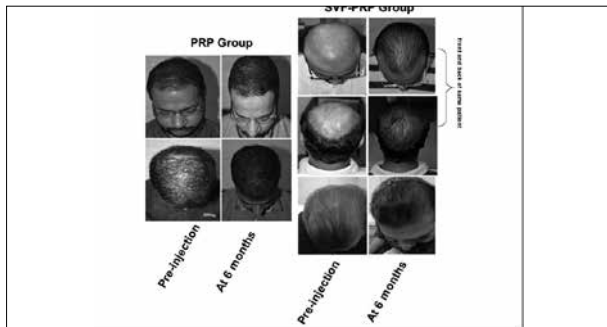 SVF-PRP Group
PRP Group
front and back of same patient
Pre-injection
At 6 months
Pre-injection
At 6 months